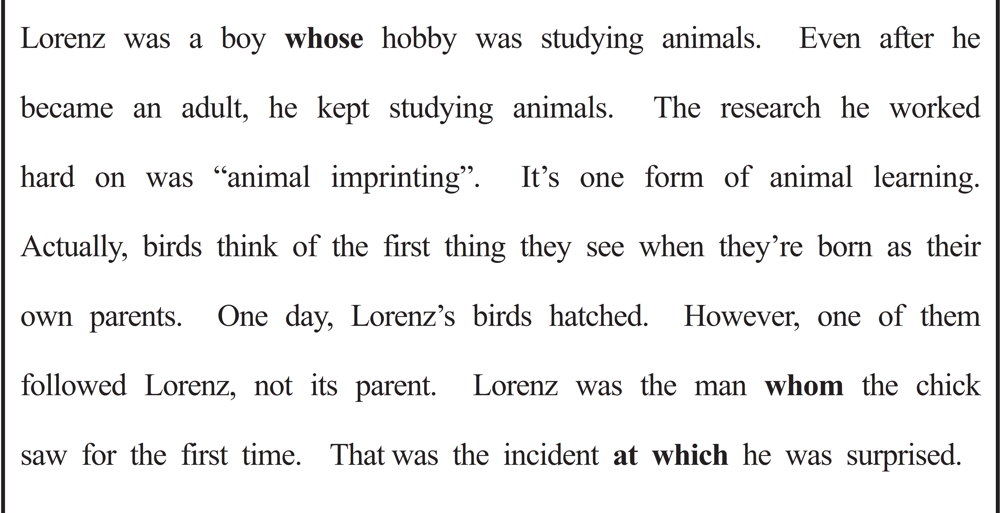 Lorenz was a boy whose hobby was studying animals. Even after he
became an adult, he kept studying animals. The research he worked
hard on was “animal imprinting”. It’s one form of animal learning.
Actually, birds think of the first thing they see when they’re born as their
own parents. One day, Lorenz’s birds hatched. However, one of them
followed Lorenz, not its parent. Lorenz was the man whom the chick
saw for the first time. That was the incident at which he was surprised.